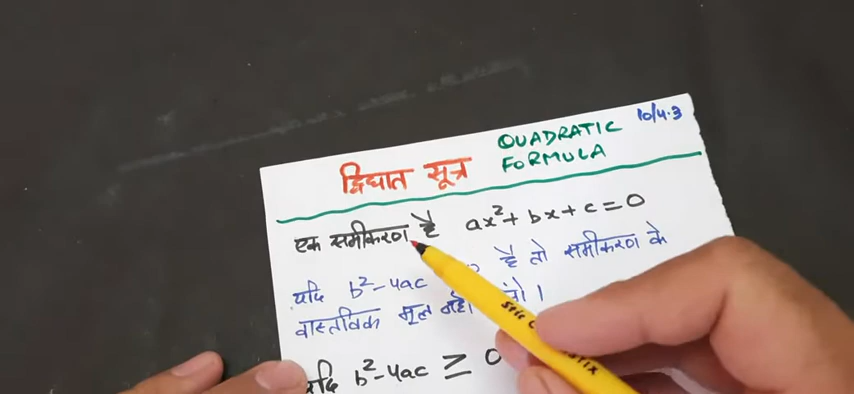 द्विघात सूत्र QUADRATIC FORMULA 10/4.3
एक समीकरण है ax²+bx+c=0
यदि b²-4ac है तो समीकरण के
वास्तविक मूल
यदि b²-4ac ≥ 0